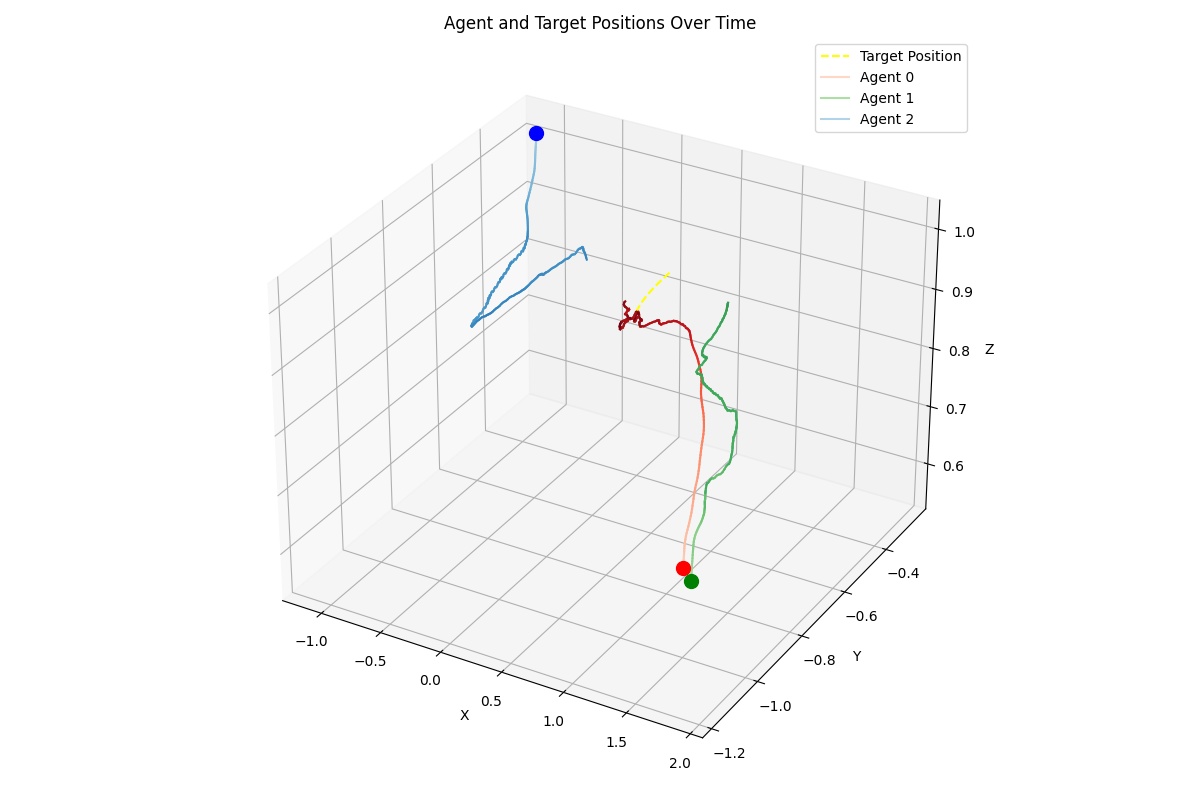 Agent and Target Positions Over Time
Target Position
Agent 0
Agent 1
Agent 2
1.0
0.9
0.8
0.7
0.6
Z
−0.4
−0.6
−0.8
−1.0
−1.2
Y
−1.0
−0.5
0.0
0.5
1.0
1.5
2.0
X